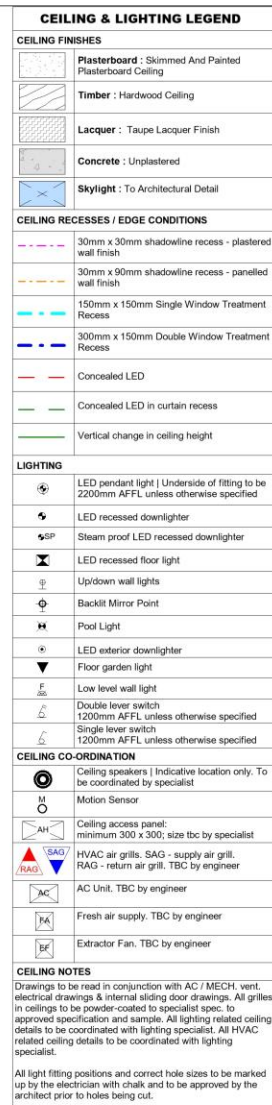 CEILING & LIGHTING LEGEND
CEILING FINISHES
Plasterboard : Skimmed And Painted
Plasterboard Ceiling
Timber : Hardwood Ceiling
Lacquer : Taupe Lacquer Finish
Concrete : Unplastered
Skylight : To Architectural Detail
CEILING RECESSES / EDGE CONDITIONS
30mm x 30mm shadowline recess - plastered
wall finish
30mm x 90mm shadowline recess - panelled
wall finish
150mm x 150mm Single Window Treatment
Recess
300mm x 150mm Double Window Treatment
Recess
Concealed LED
Concealed LED in curtain recess
Vertical change in ceiling height
LIGHTING
LED pendant light | Underside of fitting to be
2200mm AFFL unless otherwise specified
LED recessed downlighter
SP Steam proof LED recessed downlighter
LED recessed floor light
Up/down wall lights
Backlit Mirror Point
Pool Light
LED exterior downlighter
Floor garden light
F Low level wall light
Double lever switch
1200mm AFFL unless otherwise specified
Single lever switch
1200mm AFFL unless otherwise specified
CEILING CO-ORDINATION
Ceiling speakers | Indicative location only. To
be coordinated by specialist
M Motion Sensor
AH Ceiling access panel:
minimum 300 x 300; size tbc by specialist
SAG HVAC air grills. SAG - supply air grill.
RAG RAG - return air grill. TBC by engineer
AC AC Unit. TBC by engineer
FA Fresh air supply. TBC by engineer
EF Extractor Fan. TBC by engineer
CEILING NOTES
Drawings to be read in conjunction with AC / MECH. vent.
electrical drawings & internal sliding door drawings. All grilles
in ceilings to be powder-coated to specialist spec. to
approved specification and sample. All lighting related ceiling
details to be coordinated with lighting specialist. All HVAC
related ceiling details to be coordinated with lighting
specialist.
All light fitting positions and correct hole sizes to be marked
up by the electrician with chalk and to be approved by the
architect prior to holes being cut.